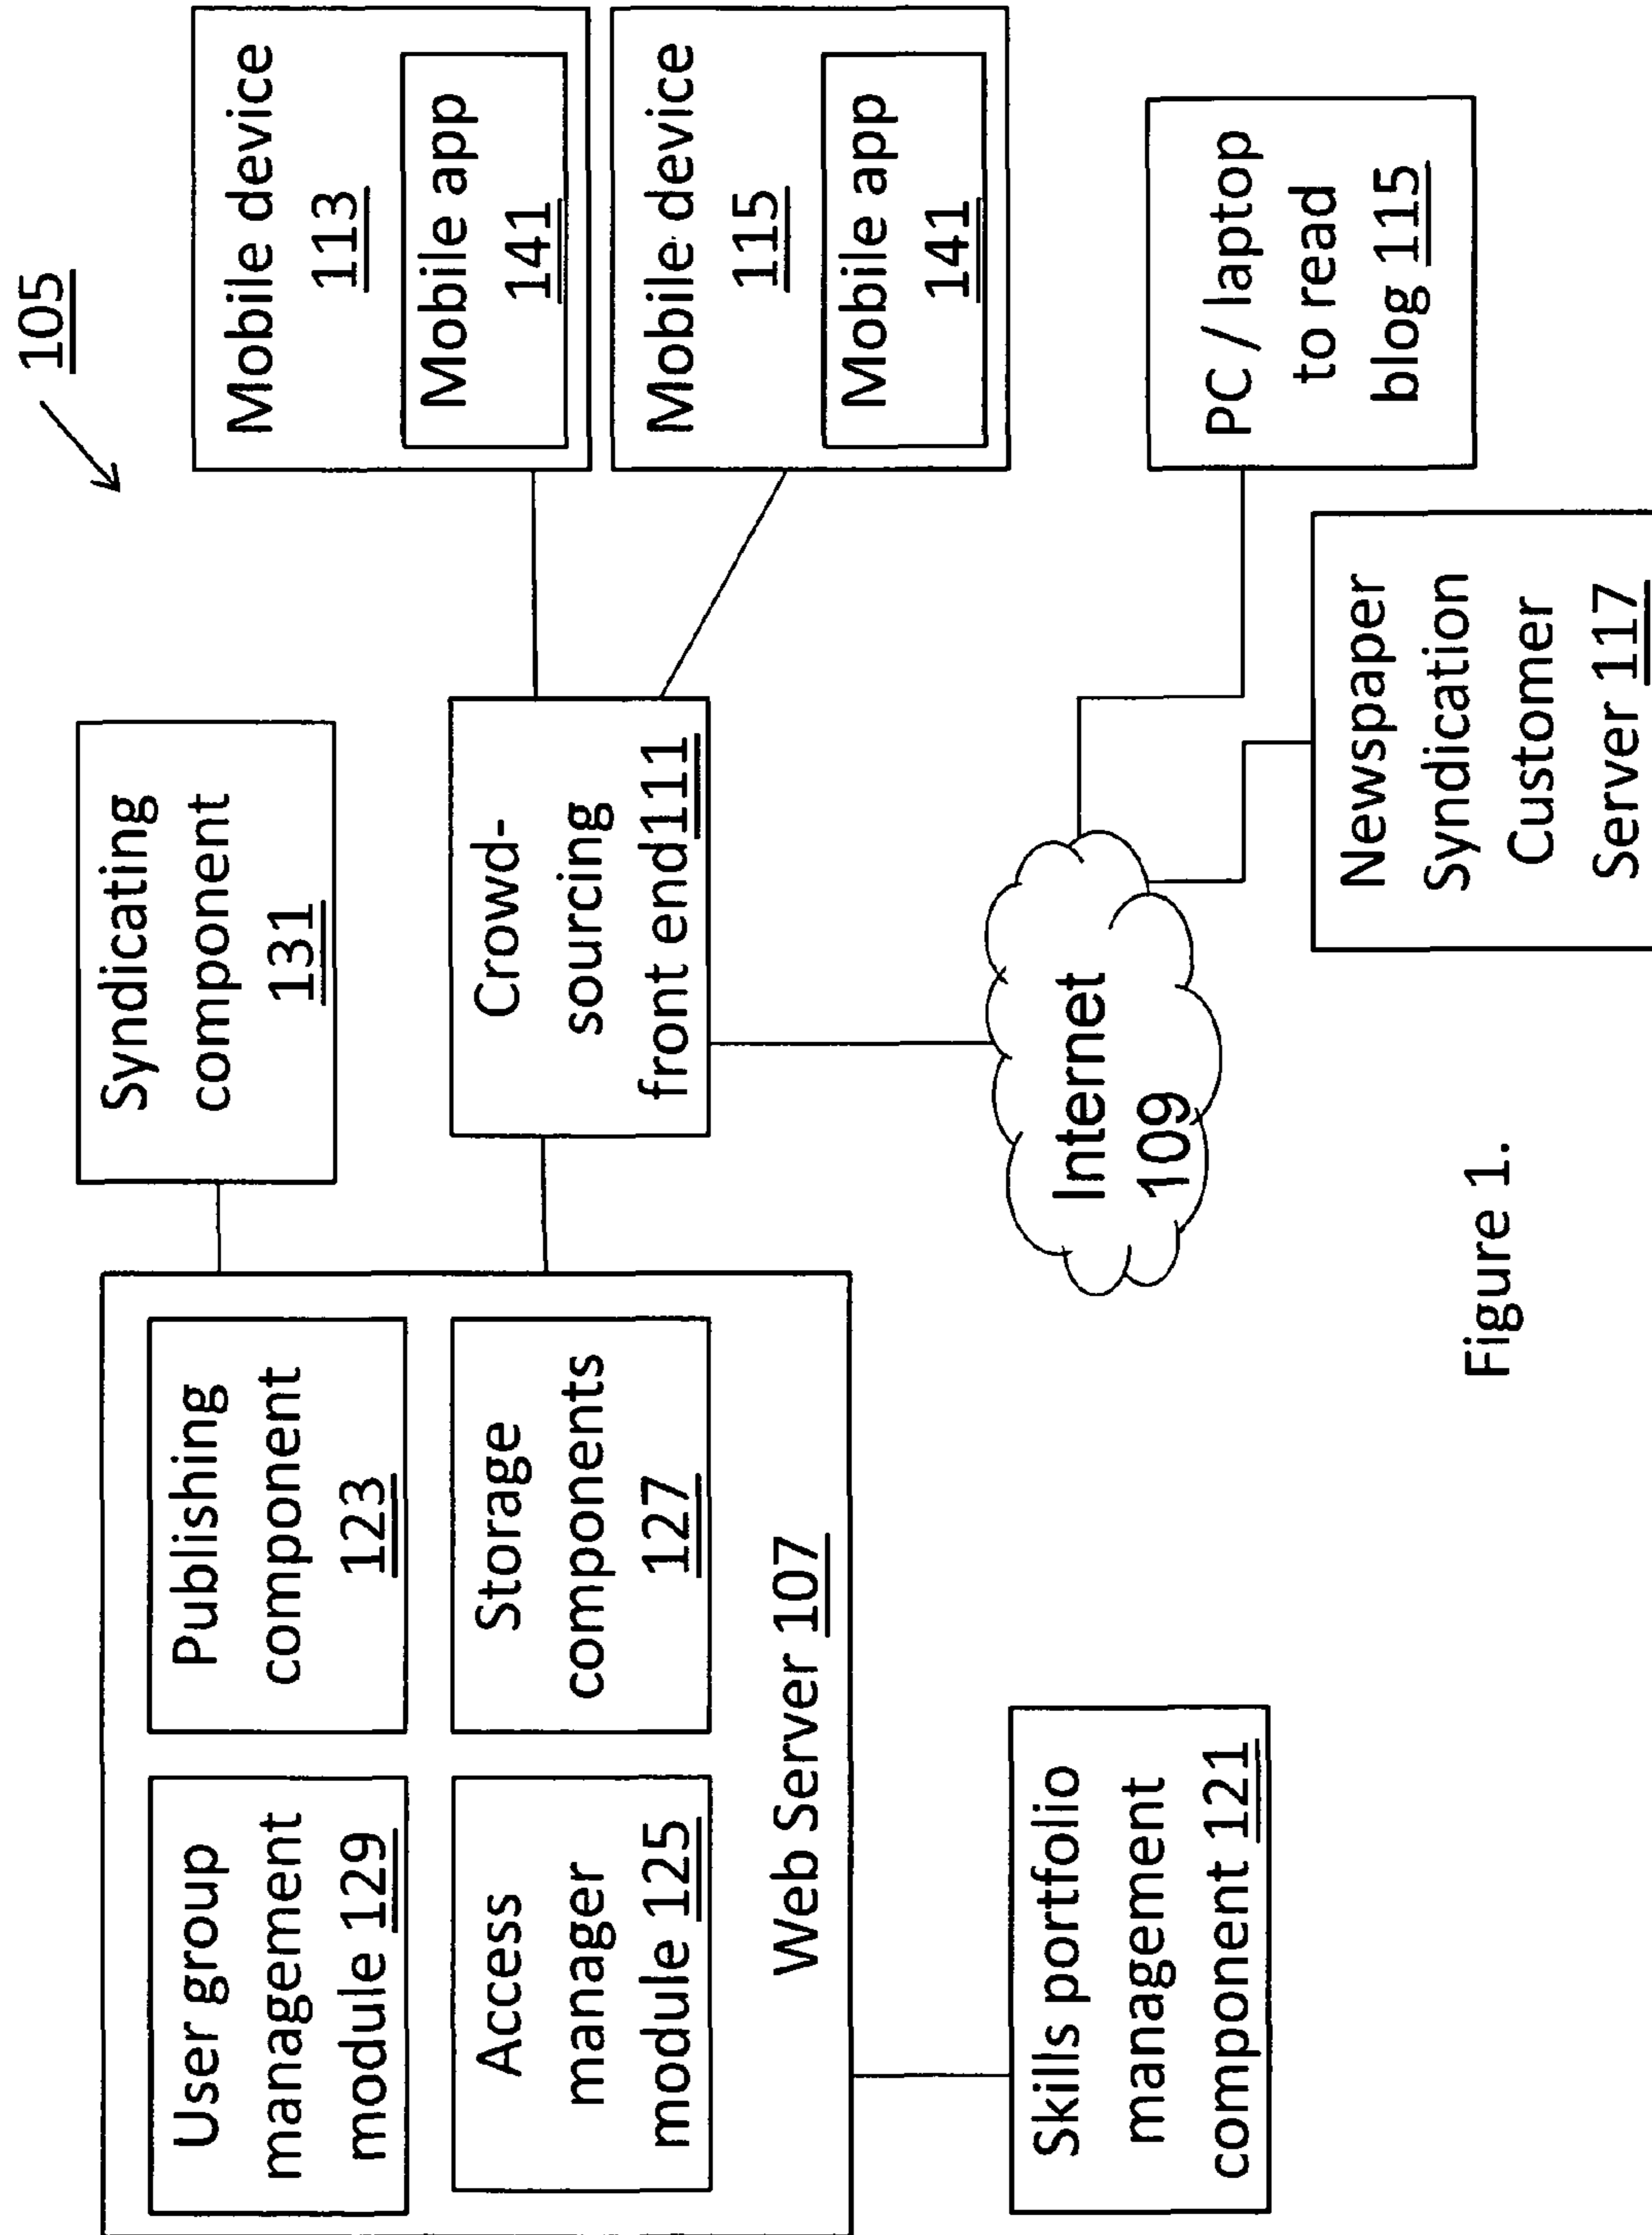 105
User group
management
module 129
Publishing
component
123
Access
manager
module 125
Storage
components
127
Web Server 107
Syndicating
component
131
Crowd-
sourcing
front end111
Mobile device
113
Mobile app
141
Mobile device
115
Mobile app
141
Skills portfolio
management
component 121
Internet
109
PC / laptop
to read
blog 115
Newspaper
Syndication
Customer
Server 117
Figure 1.